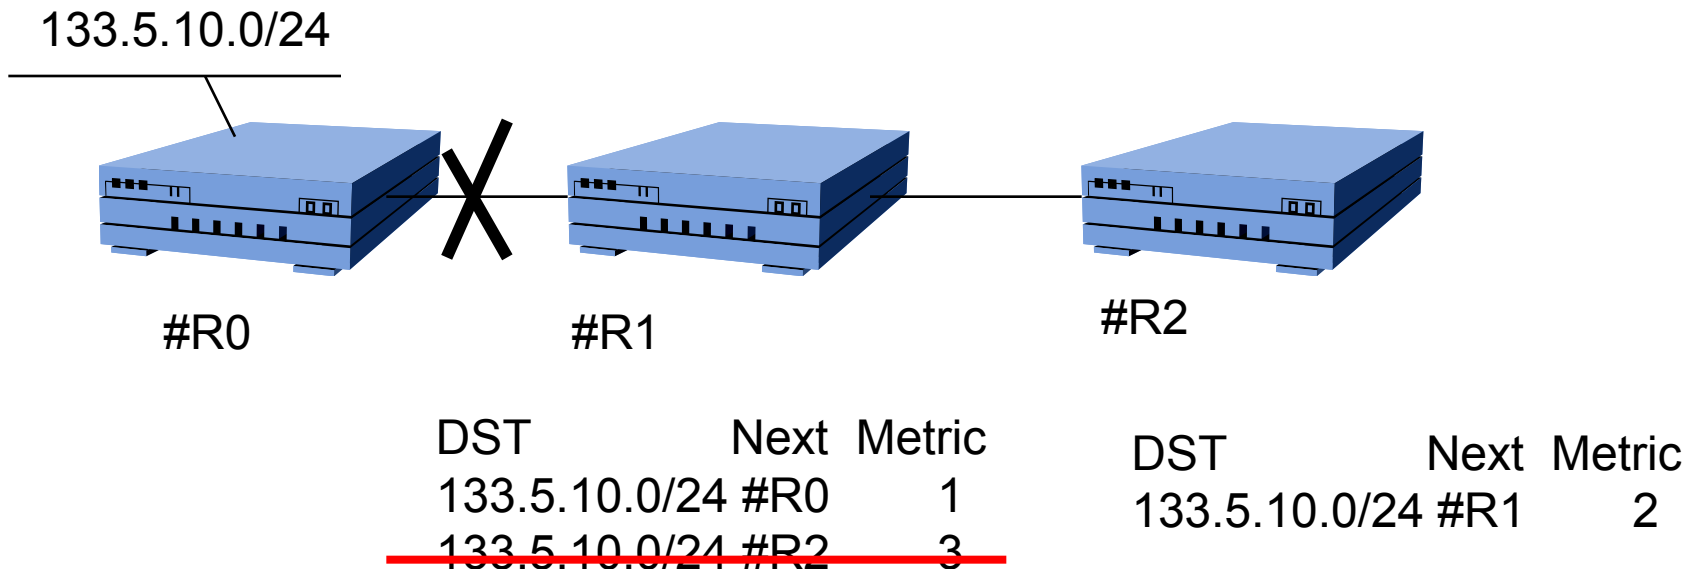 133.5.10.0/24
#R0
#R1
#R2
DST Next Metric
133.5.10.0/24 #R0 1
133.5.10.0/24 #R2 3
DST Next Metric
133.5.10.0/24 #R1 2